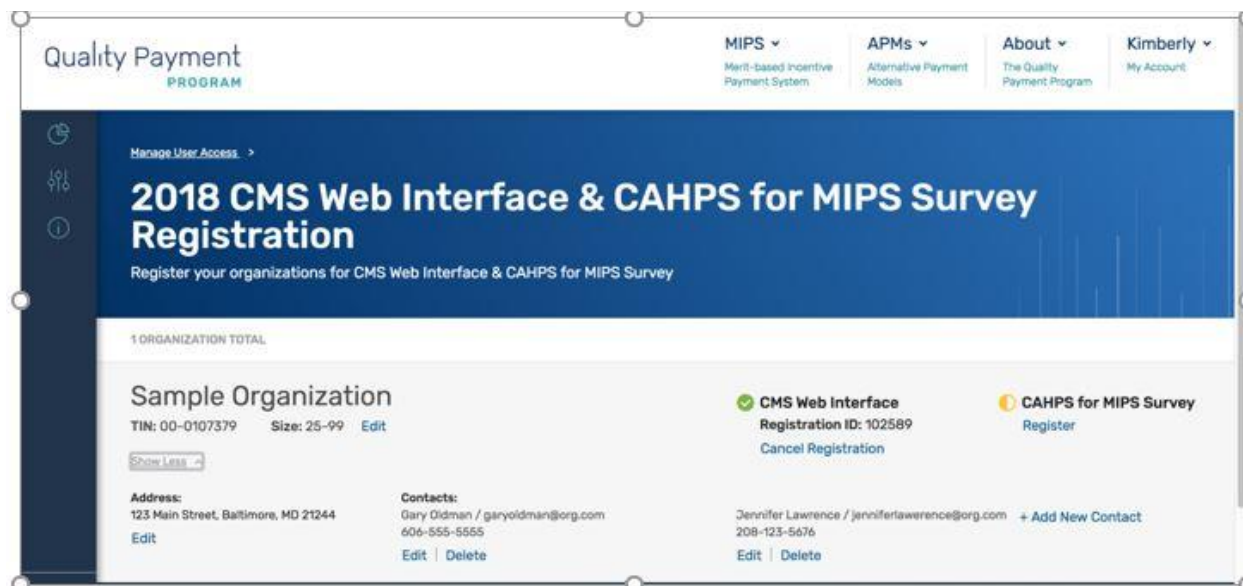 Quality Payment
PROGRAM
MIPS
Merit-based Incentive
Payment System
APMs
Alternative Payment
Models
About
The Quality
Payment Program
Kimberly
My Account
Manage User Access >
2018 CMS Web Interface & CAHPS for MIPS Survey
Registration
Register your organizations for CMS Web Interface & CAHPS for MIPS Survey
1 ORGANIZATION TOTAL
Sample Organization
TIN: 00-0107379 Size: 25-99 Edit
Show Less
CMS Web Interface
Registration ID: 102589
Cancel Registration
CAHPS for MIPS Survey
Register
Address:
123 Main Street, Baltimore, MD 21244
Edit
Contacts:
Gary Oldman / garyoldman@org.com
606-555-5555
Edit | Delete
Jennifer Lawrence / jenniferlawerence@org.com
208-123-5676
Edit | Delete
+ Add New Contact